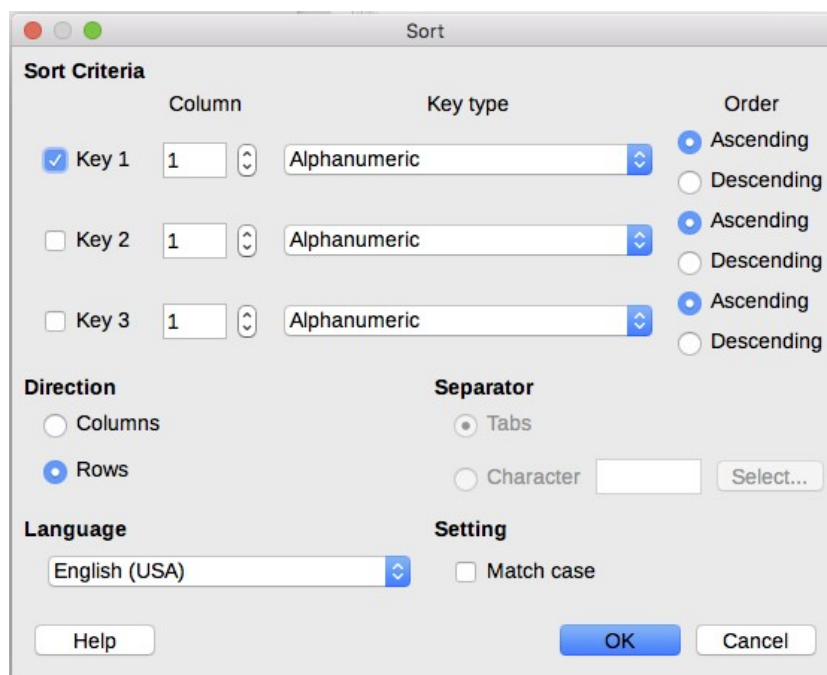 Sort
Sort Criteria
Column Key type Order
Key 1 1 Alphanumeric Ascending
Descending
Key 2 1 Alphanumeric Ascending
Descending
Key 3 1 Alphanumeric Ascending
Descending
Direction Separator
Columns Tabs
Rows Character Select...
Language Setting
English (USA) Match case
Help OK Cancel